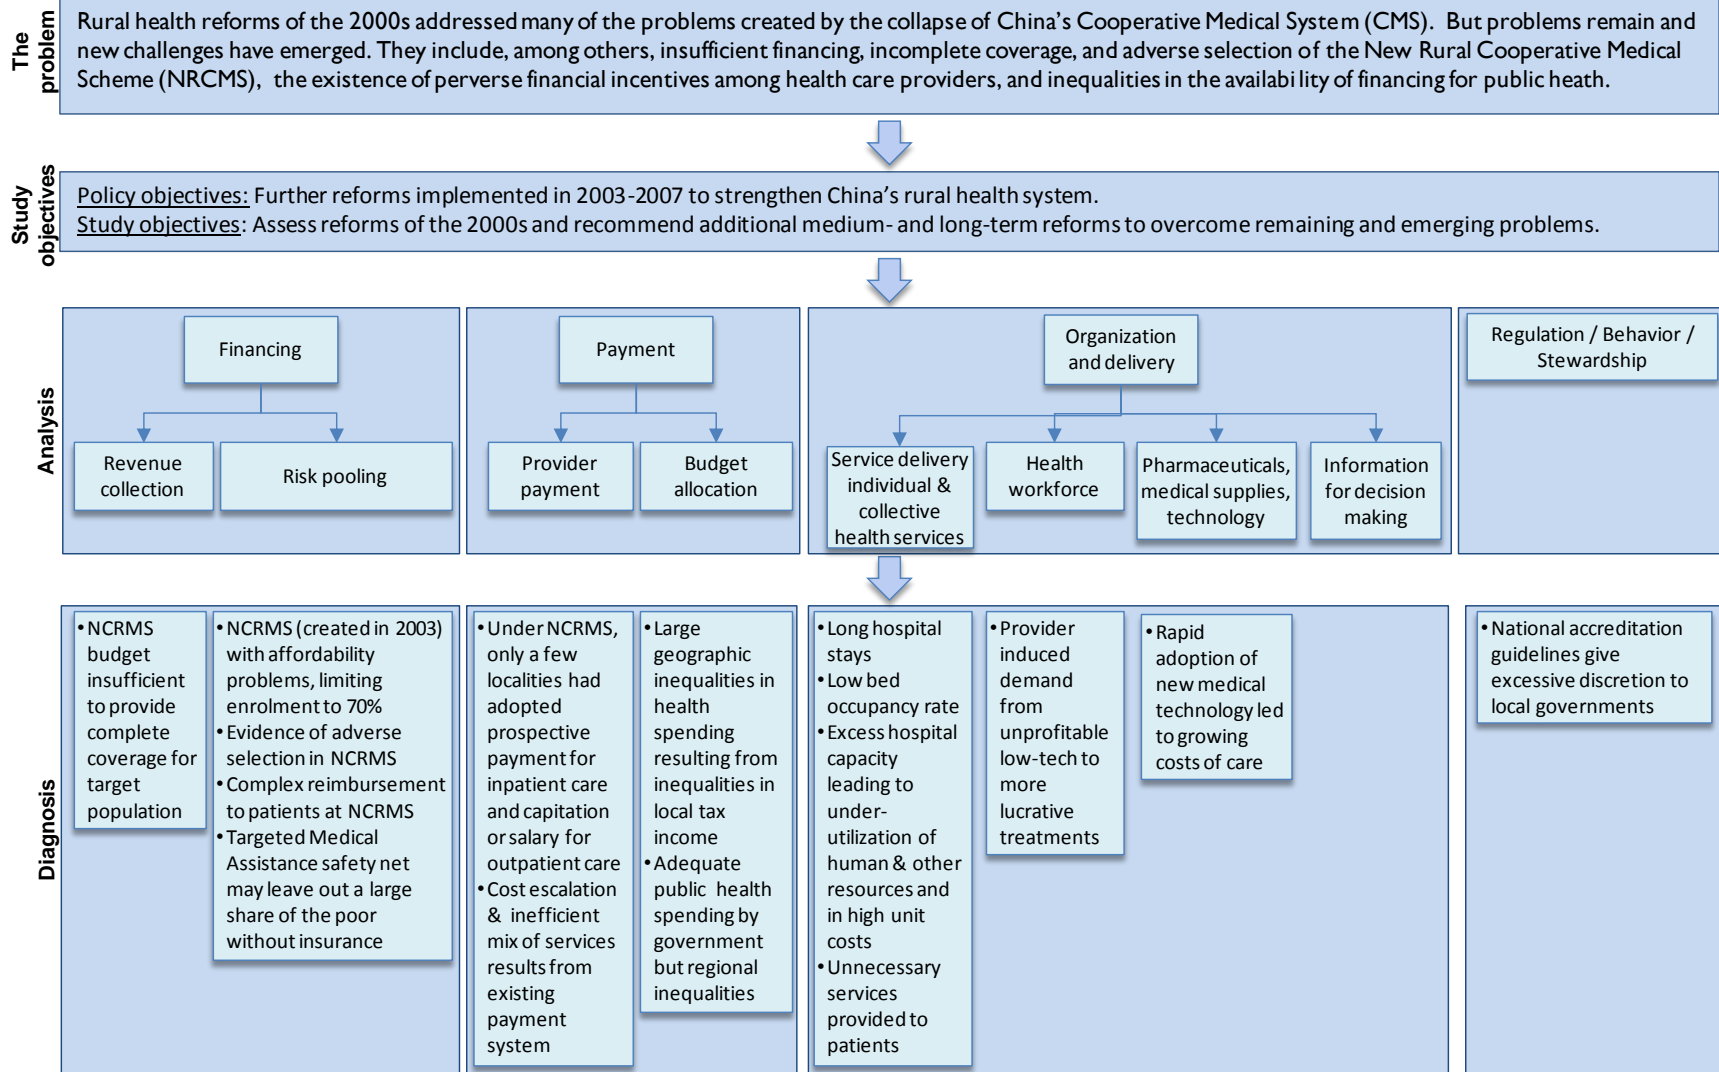 The
problem
Rural health reforms of the 2000s addressed many of the problems created by the collapse of China's Cooperative Medical System (CMS). But problems remain and
new challenges have emerged. They include, among others, insufficient financing, incomplete coverage, and adverse selection of the New Rural Cooperative Medical
Scheme (NRCMS), the existence of perverse financial incentives among health care providers, and inequalities in the availability of financing for public heath.
Study
objectives
Policy objectives: Further reforms implemented in 2003-2007 to strengthen China's rural health system.
Study objectives: Assess reforms of the 2000s and recommend additional medium- and long-term reforms to overcome remaining and emerging problems.
Analysis
Financing
Revenue
collection
Risk pooling
Payment
Provider
payment
Budget
allocation
Organization
and delivery
Service delivery
individual &
collective
health services
Health
workforce
Pharmaceuticals,
medical supplies,
technology
Information
for decision
making
Regulation / Behavior /
Stewardship
Diagnosis
• NCRMS
budget
insufficient
to provide
complete
coverage for
target
population
• NCRMS (created in 2003)
with affordability
problems, limiting
enrolment to 70%
• Evidence of adverse
selection in NCRMS
• Complex reimbursement
to patients at NCRMS
• Targeted Medical
Assistance safety net
may leave out a large
share of the poor
without insurance
• Under NCRMS,
only a few
localities had
adopted
prospective
payment for
inpatient care
and capitation
or salary for
outpatient care
• Cost escalation
& inefficient
mix of services
results from
existing
payment
system
• Large
geographic
inequalities in
health
spending
resulting from
inequalities in
local tax
income
• Adequate
public health
spending by
government
but regional
inequalities
• Long hospital
stays
• Low bed
occupancy rate
• Excess hospital
capacity
leading to
under-
utilization of
human & other
resources and
in high unit
costs
• Unnecessary
services
provided to
patients
• Provider
induced
demand
from
unprofitable
low-tech to
more
lucrative
treatments
• Rapid
adoption of
new medical
technology led
to growing
costs of care
• National accreditation
guidelines give
excessive discretion to
local governments